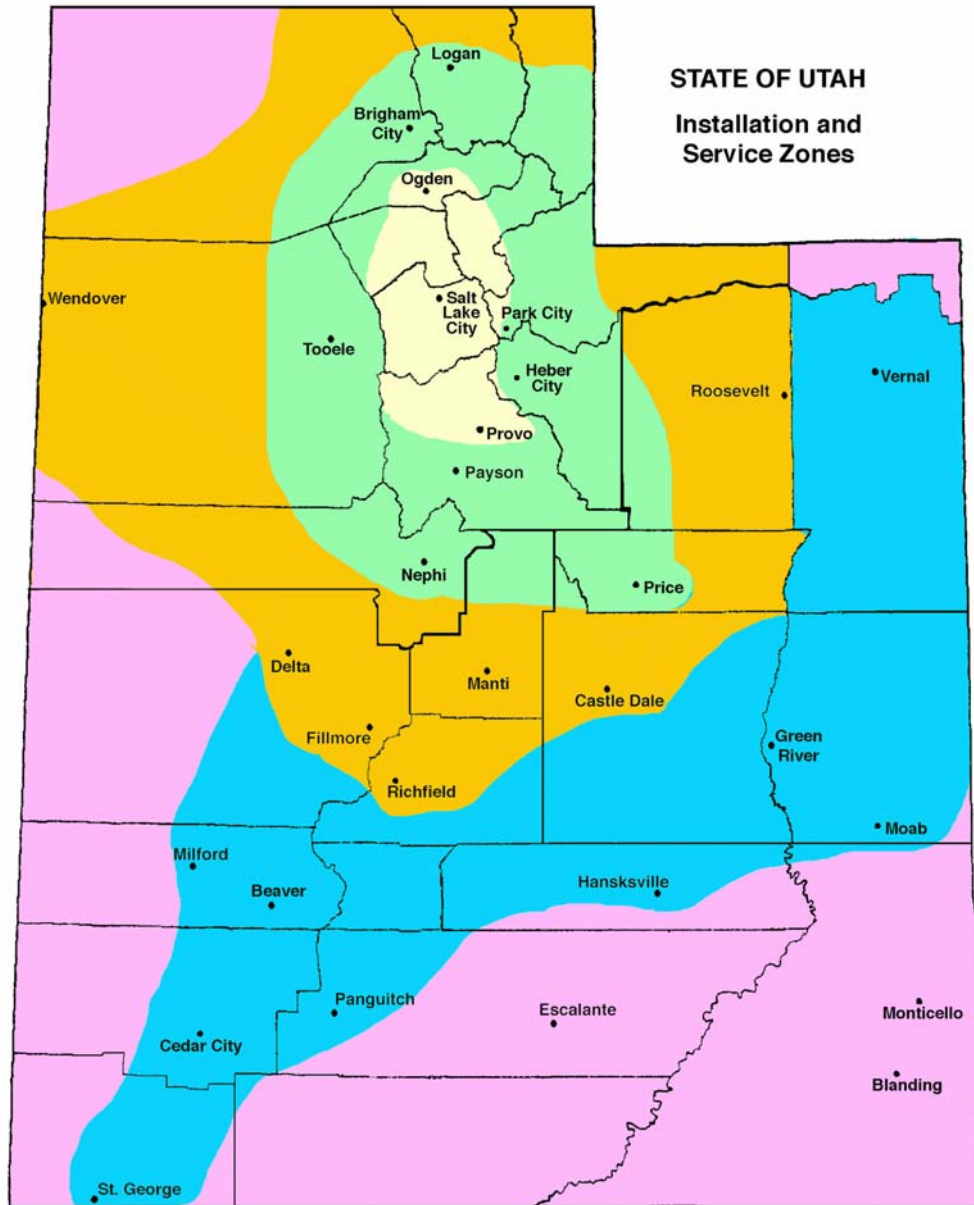 Logan
STATE OF UTAH
Installation and
Service Zones
Brigham
City
Ogden
Wendover
Salt
Lake
City
Park City
Tooele
Heber
City
Vernal
Roosevelt
Provo
Payson
Nephi
Price
Delta
Manti
Castle Dale
Fillmore
Green
River
Richfield
Moab
Milford
Beaver
Hansksville
Panguitch
Escalante
Monticello
Cedar City
Blanding
St. George